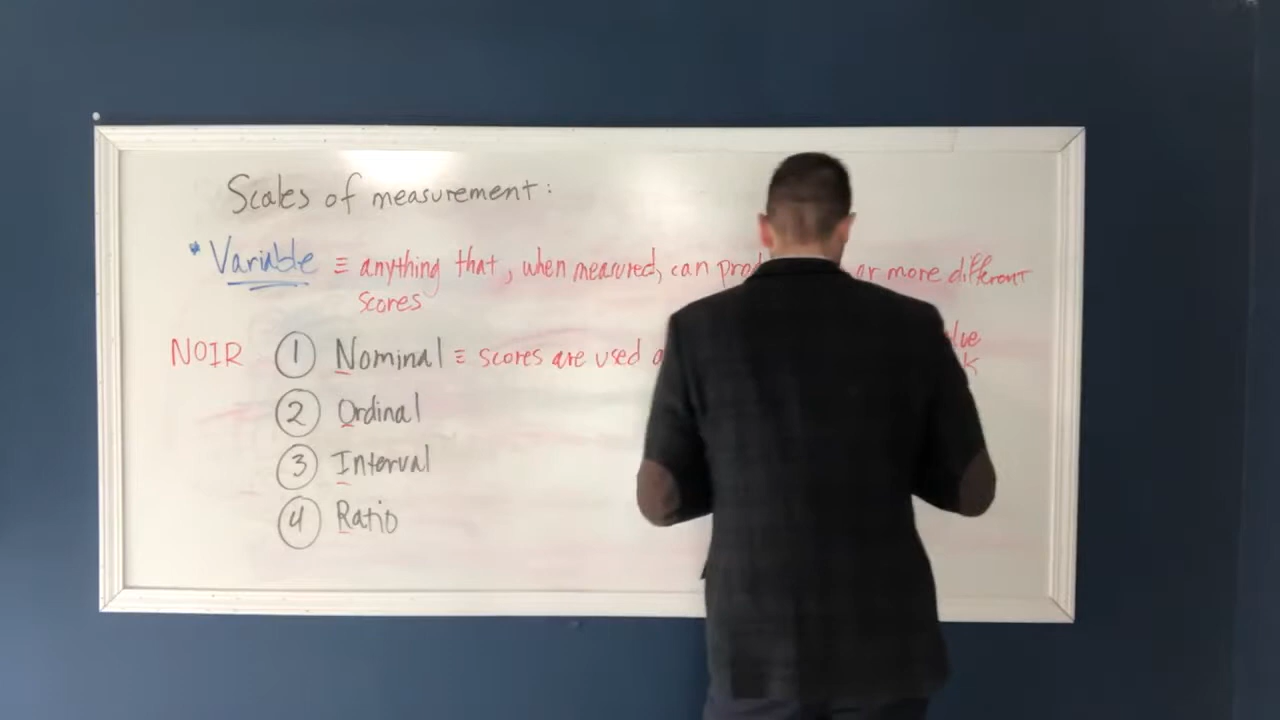 Scales of measurement:
* Variable ≡ anything that, when measured, can or more different
scores
NOIR ① Nominal ≡ scores are used
② Ordinal
③ Interval
④ Ratio